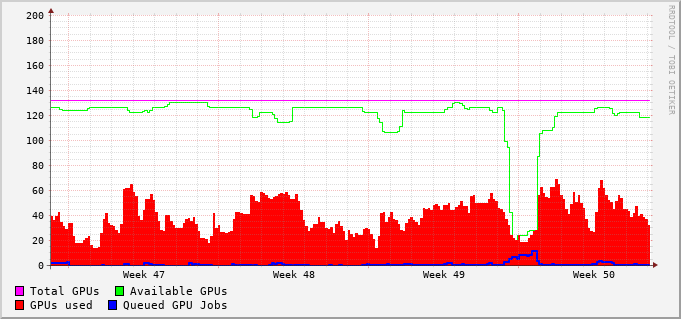 200
180
160
140
120
100
80
60
40
20
0
Week 47 Week 48 Week 49 Week 50
Total GPUs Available GPUs
GPUs used Queued GPU Jobs
RRDTOOL / TOBI OETIKER